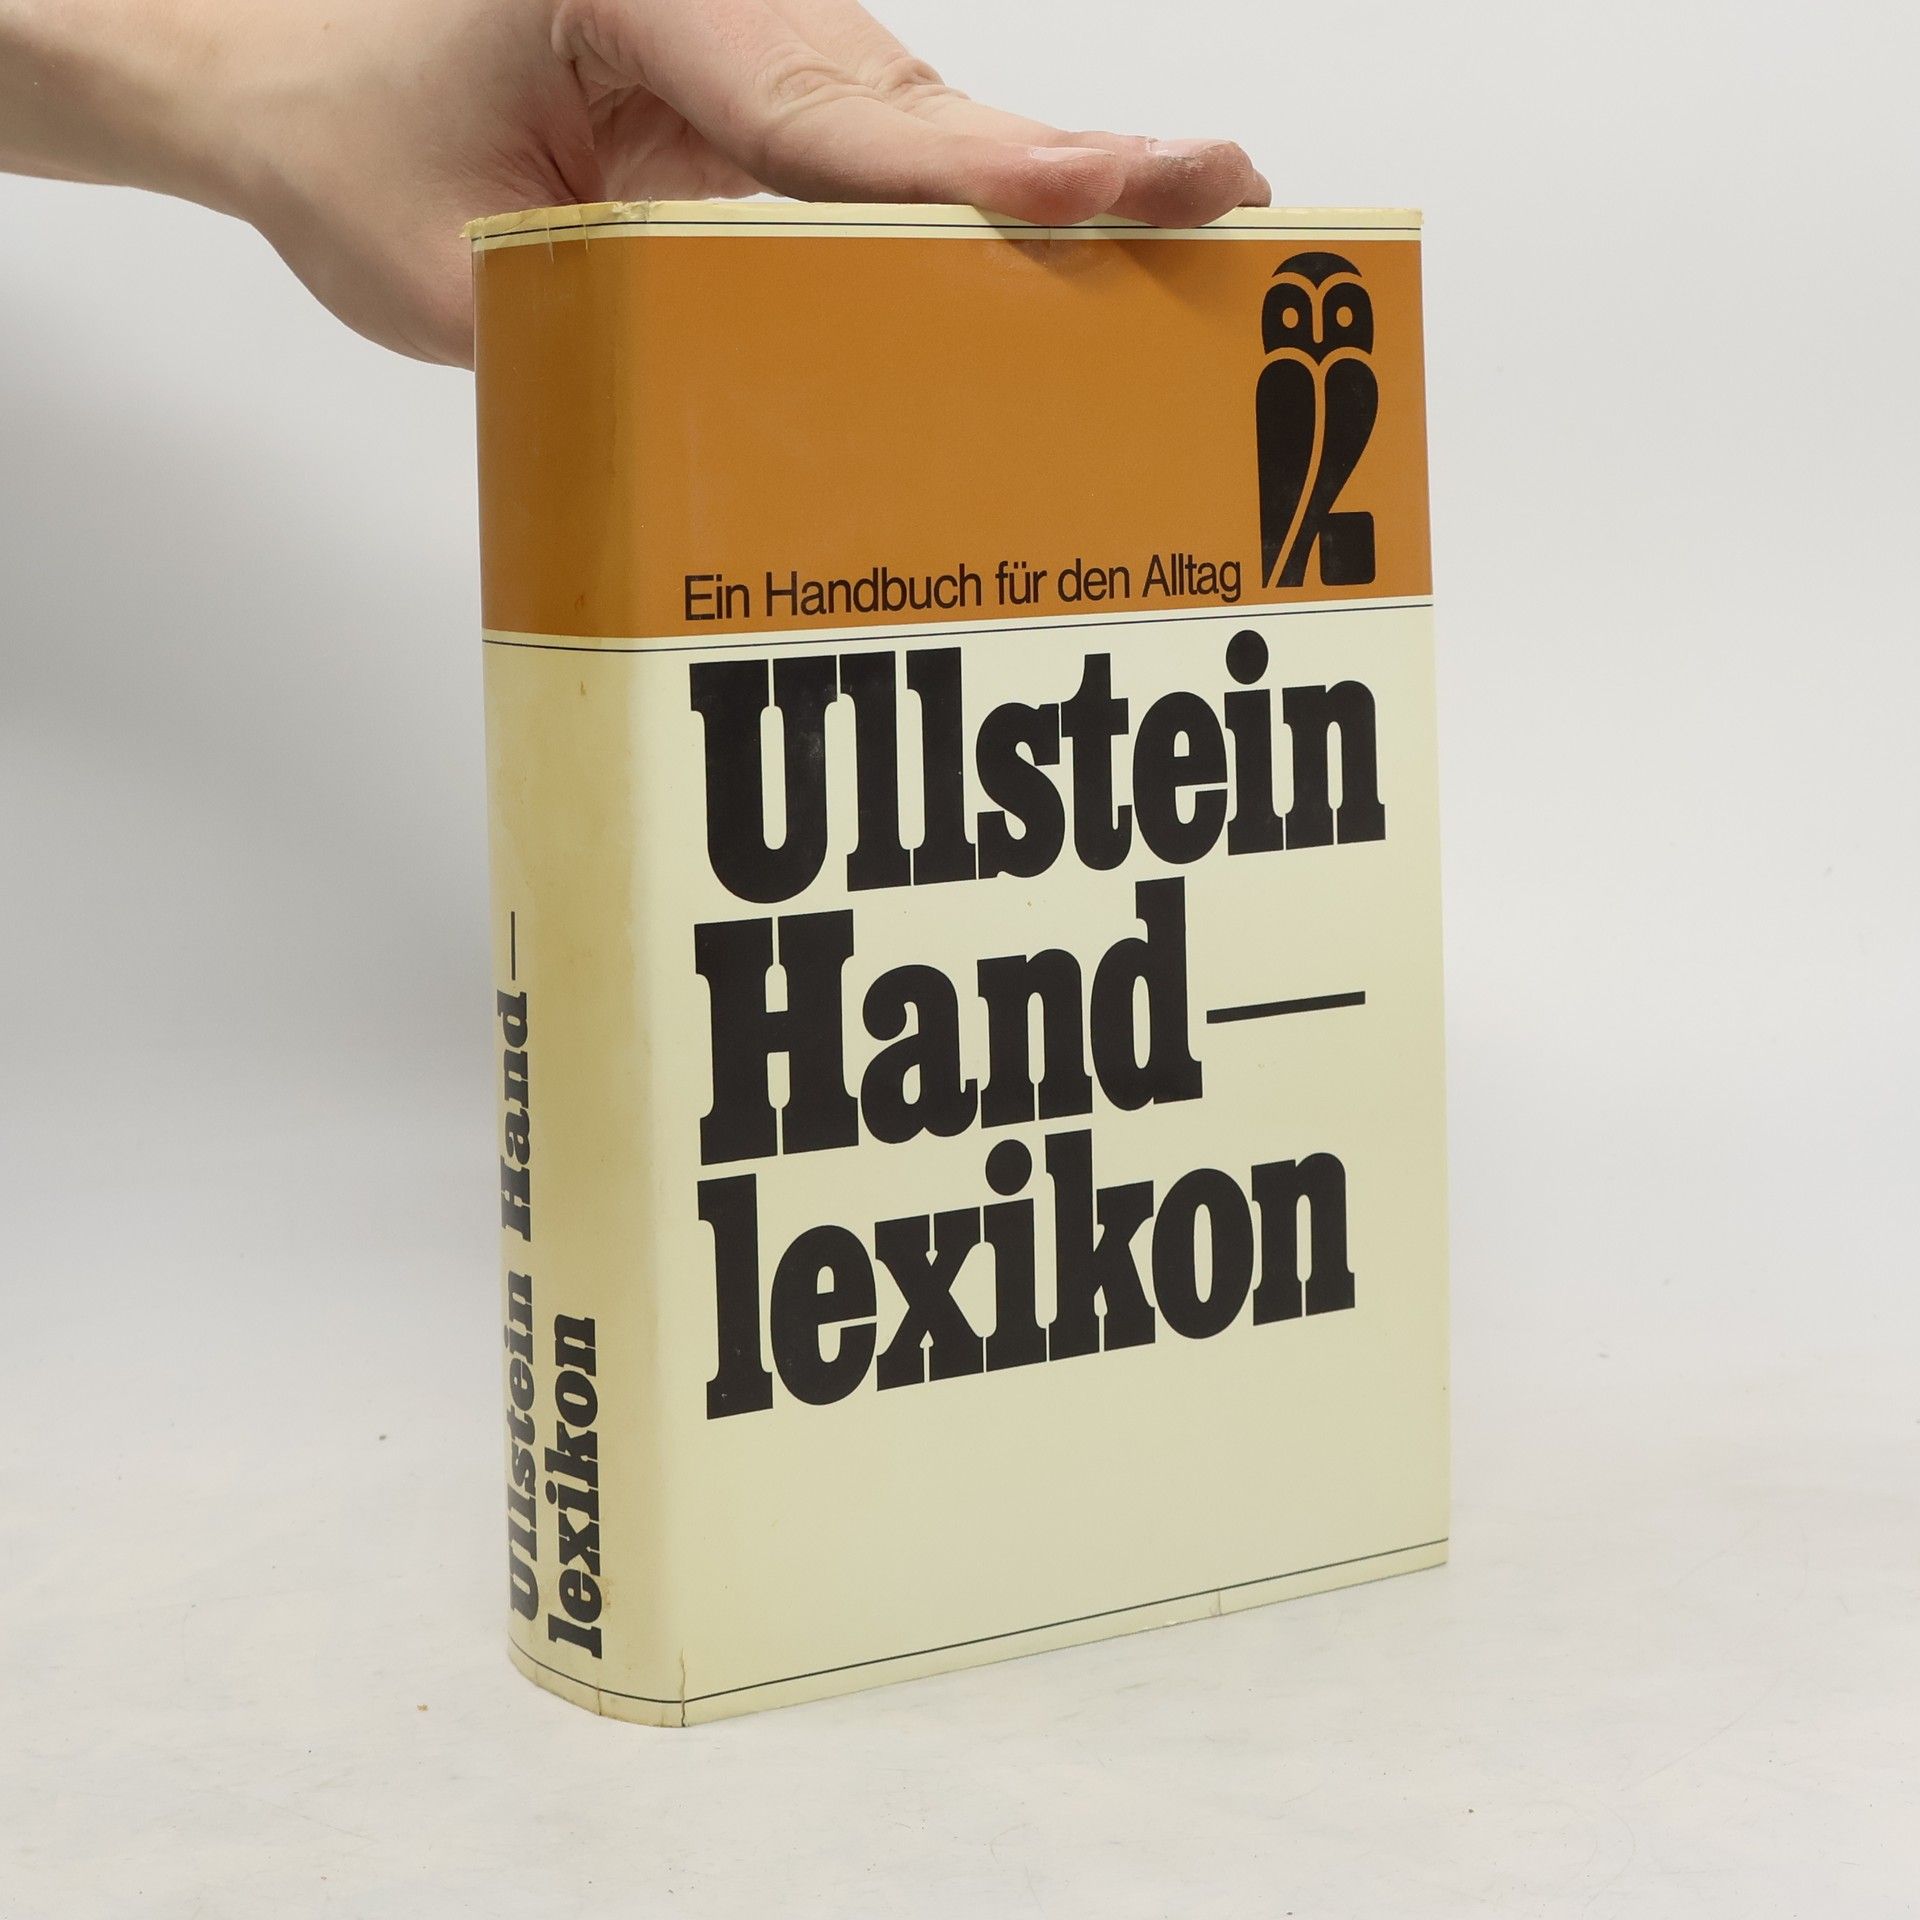 Ein Handbuch für den Alltag
Ullstein
Hand—
lexikon
Ullstein Hand—
lexikon